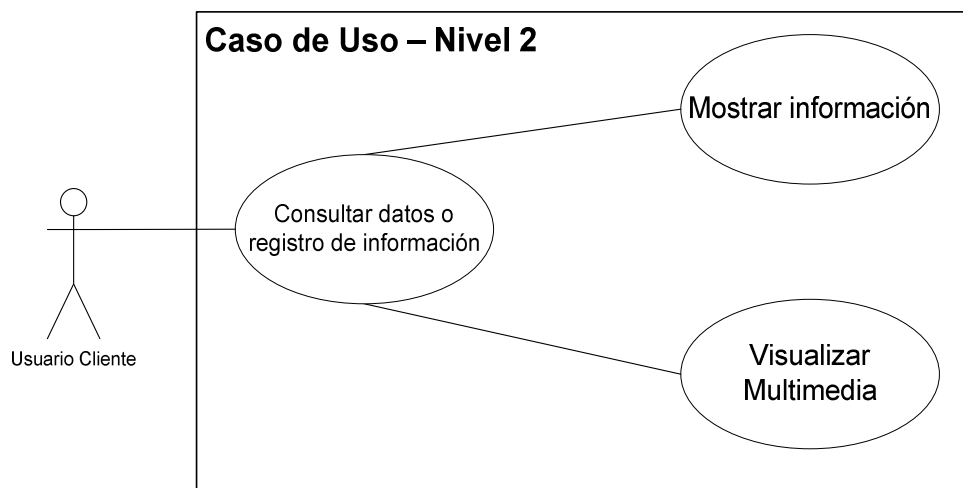 Caso de Uso – Nivel 2
Mostrar información
Consultar datos o
registro de información
Usuario Cliente
Visualizar
Multimedia